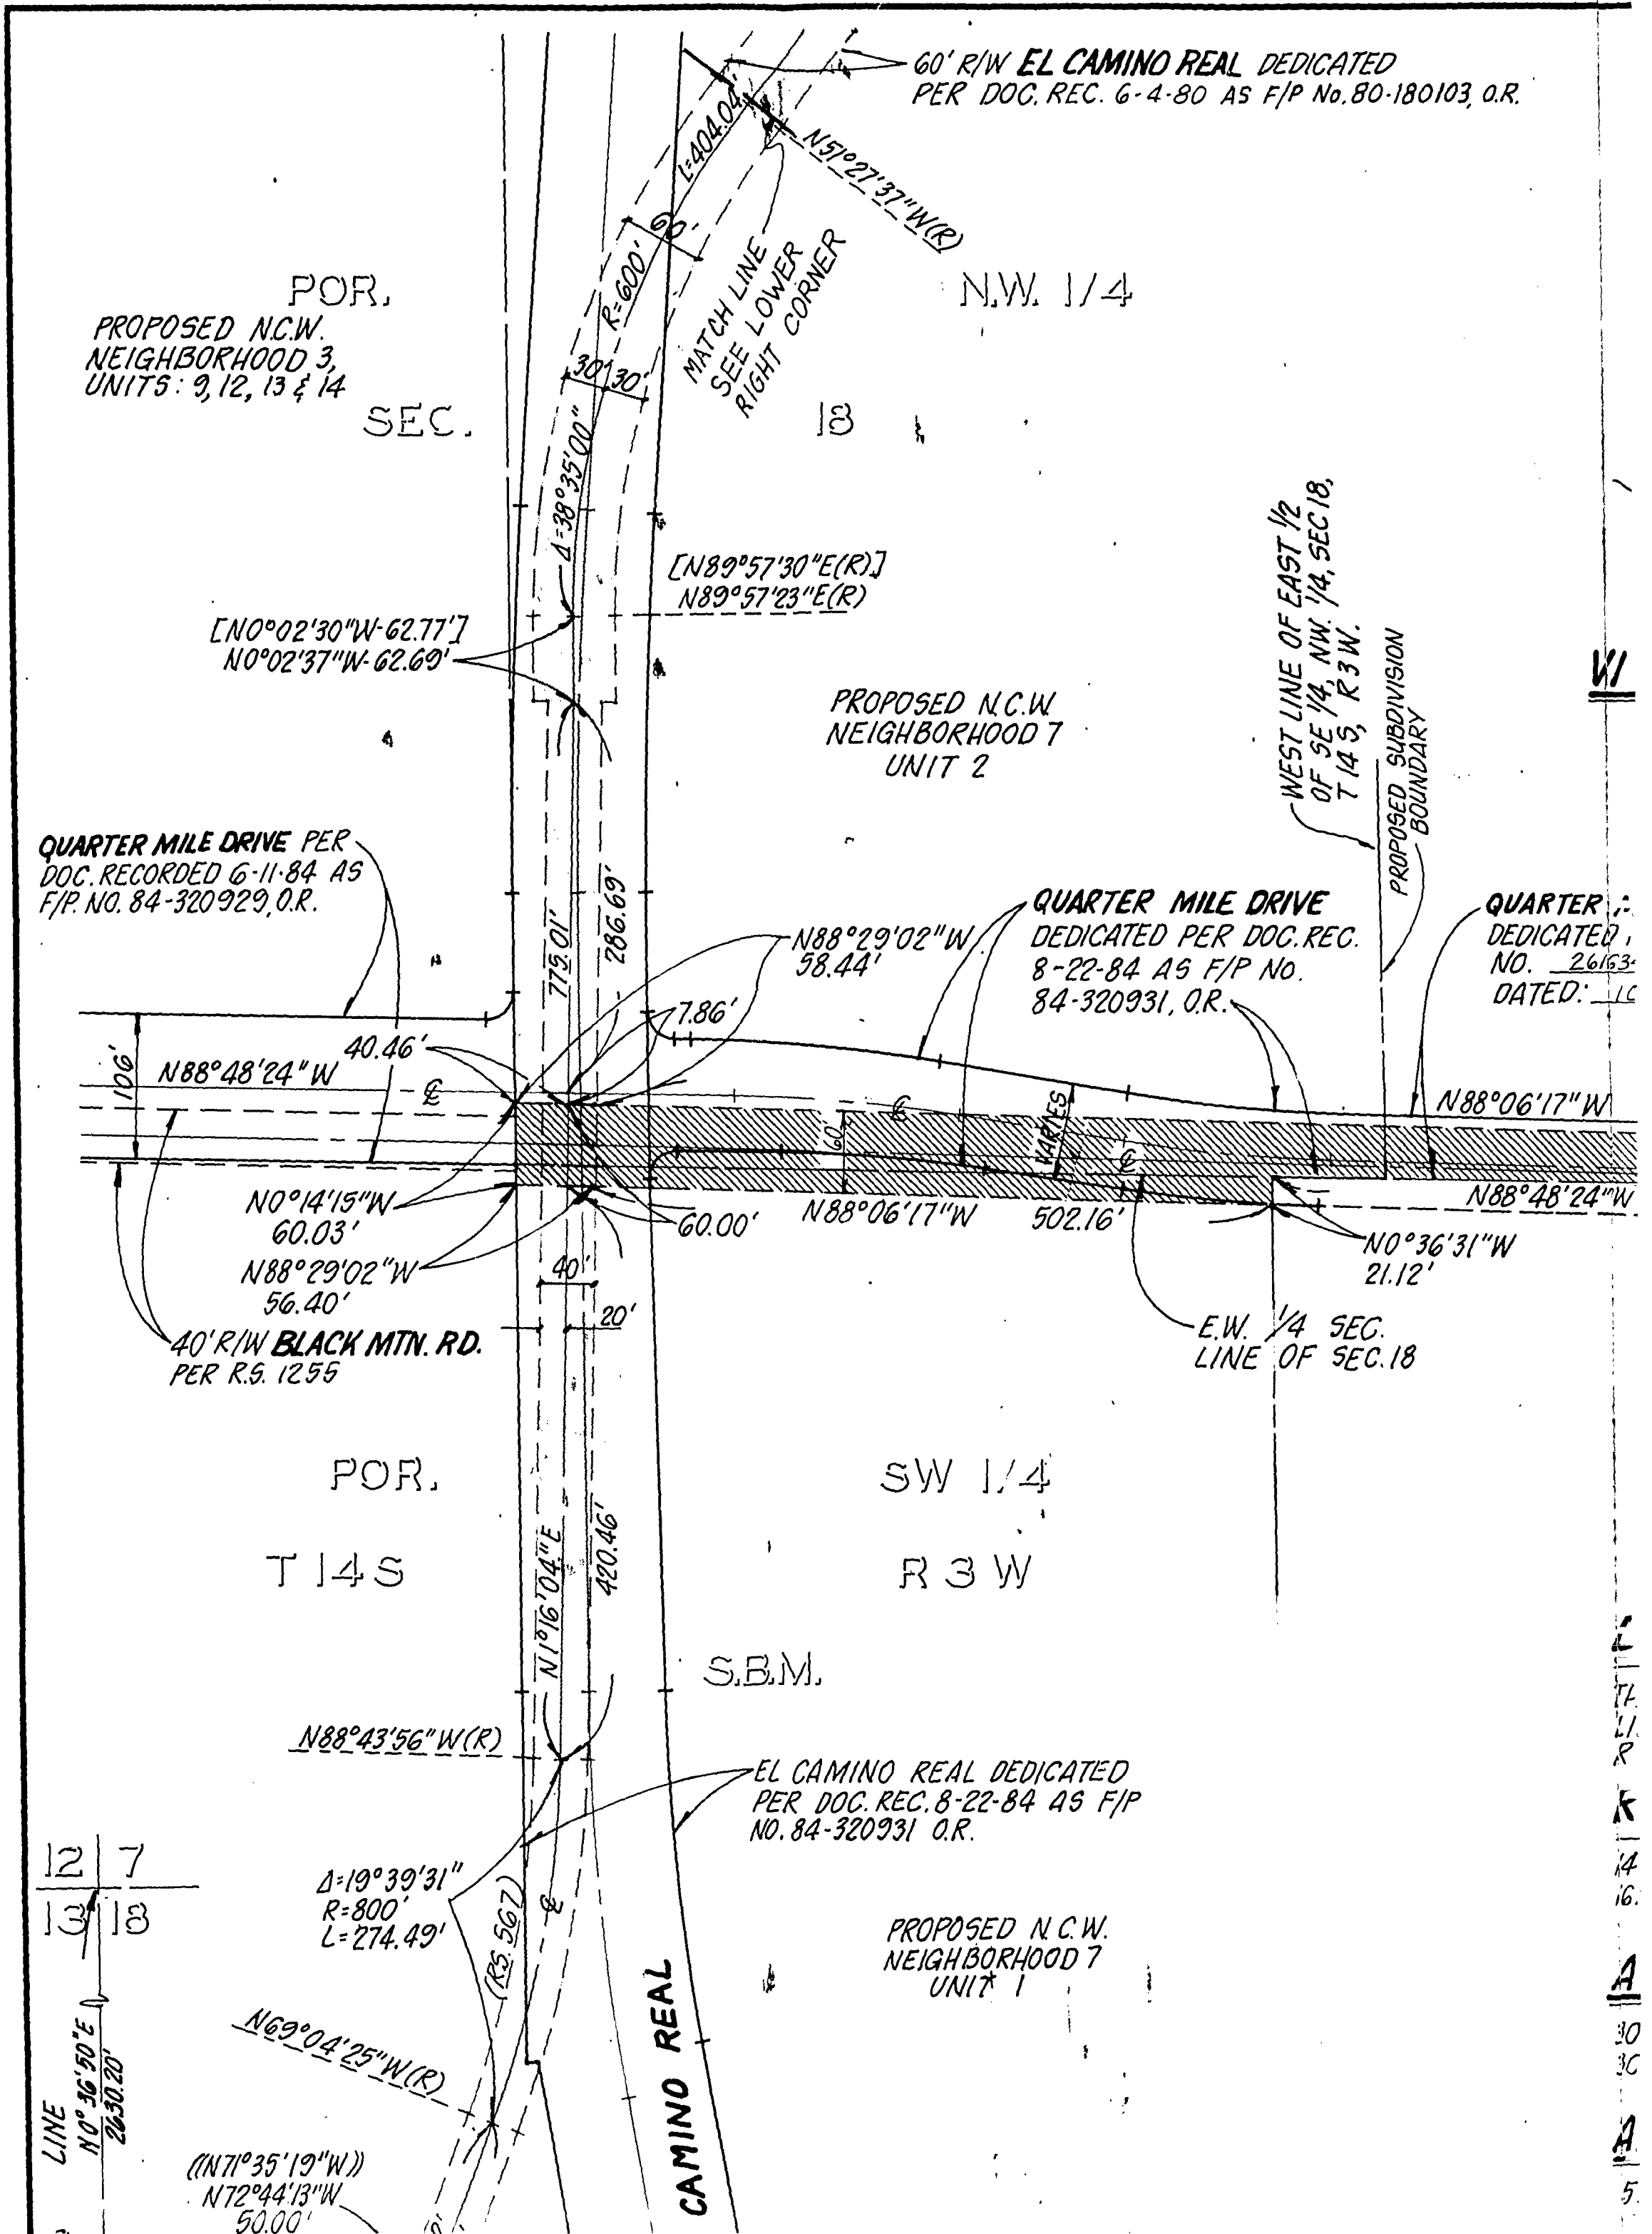 60' R/W EL CAMINO REAL DEDICATED
PER DOC. REC. 6-4-80 AS F/P No. 80-180103, O.R.
L=404.04'
N51°27'37"W(R)
60'
R=600'
MATCH LINE
SEE LOWER
RIGHT CORNER
POR.
N.W. 1/4
PROPOSED N.C.W.
NEIGHBORHOOD 3,
UNITS: 9, 12, 13 & 14
30' 30'
SEC.
18
Δ=38°35'00"
[N89°57'30"E(R)]
N89°57'23"E(R)
[N0°02'30"W-62.77']
N0°02'37"W-62.69'
WEST LINE OF EAST 1/2
OF SE 1/4, NW. 1/4, SEC 18,
T 14 S, R 3 W.
PROPOSED SUBDIVISION
BOUNDARY
PROPOSED N.C.W.
NEIGHBORHOOD 7
UNIT 2
QUARTER MILE DRIVE PER
DOC. RECORDED 6-11-84 AS
F/P. NO. 84-320929, O.R.
775.01'
286.69'
N88°29'02"W
58.44'
QUARTER MILE DRIVE
DEDICATED PER DOC. REC.
8-22-84 AS F/P NO.
84-320931, O.R.
QUARTER
DEDICATED
NO.
DATED:
7.86'
40.46'
106'
N88°48'24"W
℄
℄
VARIES
60'
℄
N88°06'17"W
N0°14'15"W
60.03'
60.00'
N88°06'17"W 502.16'
N88°48'24"W
N0°36'31"W
21.12'
N88°29'02"W
56.40'
40'
20'
40' R/W BLACK MTN. RD.
PER R.S. 1255
E.W. 1/4 SEC.
LINE OF SEC. 18
POR.
SW 1/4
T 14 S
R 3 W
N1°16'04"E
420.46'
S.B.M.
N88°43'56"W(R)
EL CAMINO REAL DEDICATED
PER DOC. REC. 8-22-84 AS F/P
NO. 84-320931 O.R.
12 7
13 18
Δ=19°39'31"
R=800'
L=274.49'
(R.S. 567)
℄
PROPOSED N.C.W.
NEIGHBORHOOD 7
UNIT 1
N69°04'25"W(R)
CAMINO REAL
LINE
N0°36'50"E
2630.20'
((N71°35'19"W))
N72°44'13"W
50.00'